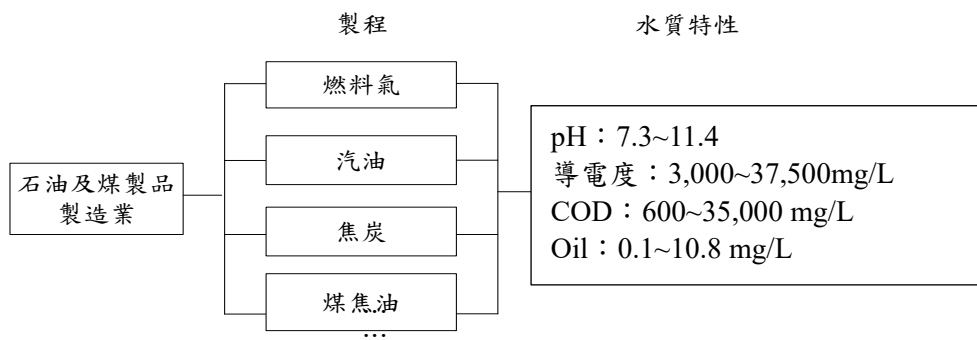 製程
水質特性
石油及煤製品
製造業
燃料氣
汽油
焦炭
煤焦油
...
...
pH：7.3~11.4
導電度：3,000~37,500mg/L
COD：600~35,000 mg/L
Oil：0.1~10.8 mg/L